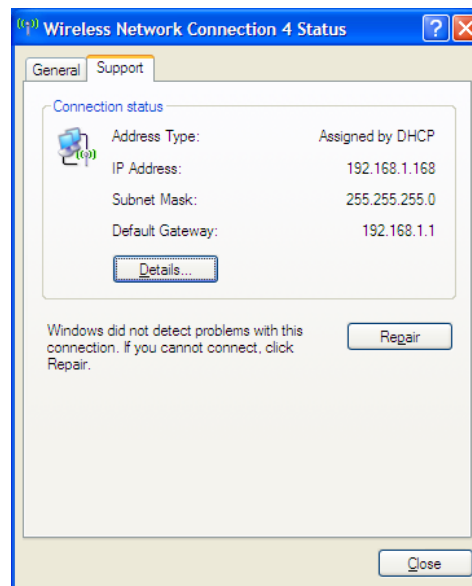 Wireless Network Connection 4 Status
General Support
Connection status
Address Type: Assigned by DHCP
IP Address: 192.168.1.168
Subnet Mask: 255.255.255.0
Default Gateway: 192.168.1.1
Details...
Windows did not detect problems with this
connection. If you cannot connect, click
Repair.
Repair
Close